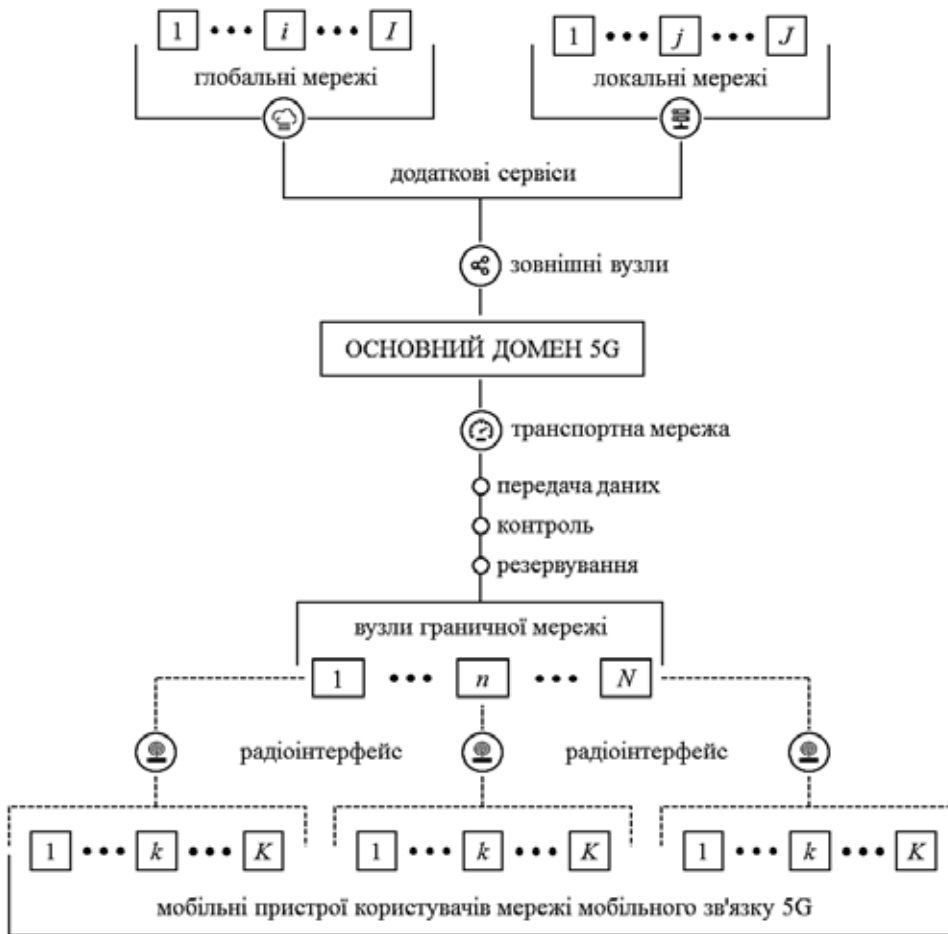 1 ••• i ••• I
1 ••• j ••• J
глобальні мережі
локальні мережі
додаткові сервіси
зовнішні вузли
ОСНОВНИЙ ДОМЕН 5G
транспортна мережа
передача даних
контроль
резервування
вузли граничної мережі
1 ••• n ••• N
радіоінтерфейс
радіоінтерфейс
1 ••• k ••• K
1 ••• k ••• K
1 ••• k ••• K
мобільні пристрої користувачів мережі мобільного зв'язку 5G